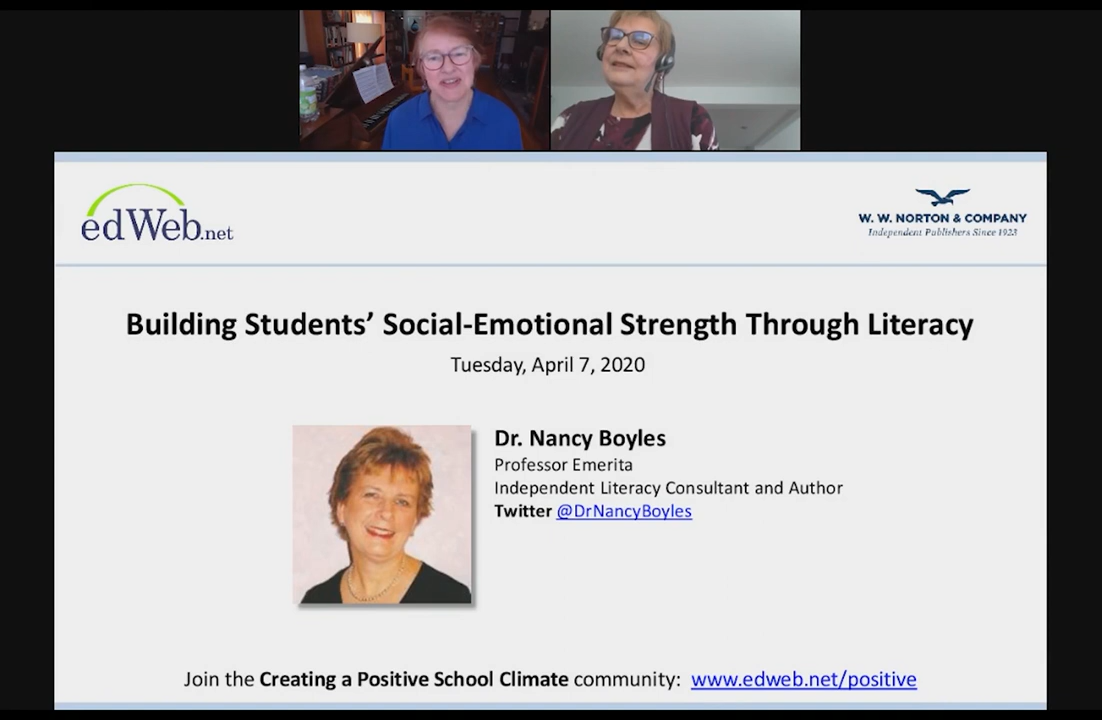 edWeb.net
W. W. NORTON & COMPANY
Independent Publishers Since 1923
Building Students’ Social-Emotional Strength Through Literacy
Tuesday, April 7, 2020
Dr. Nancy Boyles
Professor Emerita
Independent Literacy Consultant and Author
Twitter @DrNancyBoyles
Join the Creating a Positive School Climate community: www.edweb.net/positive